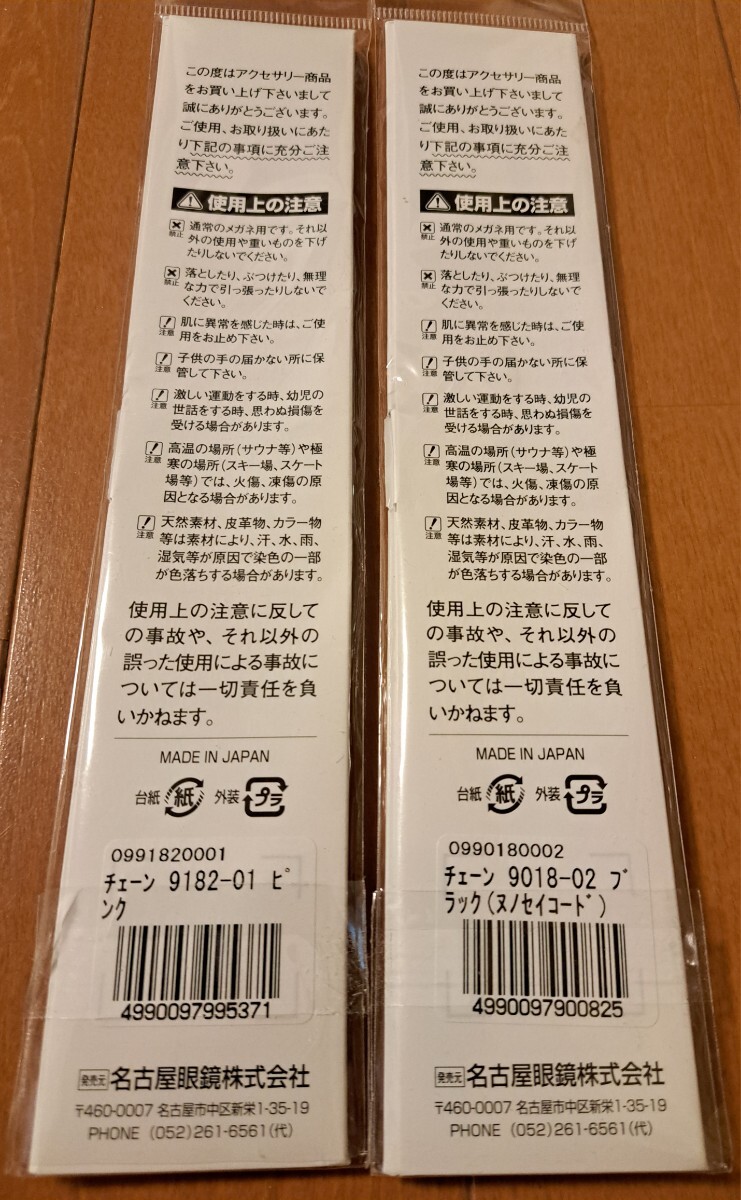 この度はアクセサリー商品
をお買い上げ下さいまして
誠にありがとうございます。
ご使用、お取り扱いにあた
り下記の事項に充分ご注
意下さい。
使用上の注意
禁止 通常のメガネ用です。それ以
外の使用や重いものを下げ
たりしないでください。
禁止 落としたり、ぶつけたり、無理
な力で引っ張ったりしないで
ください。
注意 肌に異常を感じた時は、ご使
用をお止め下さい。
注意 子供の手の届かない所に保
管して下さい。
注意 激しい運動をする時、幼児の
世話をする時、思わぬ損傷を
受ける場合があります。
注意 高温の場所(サウナ等)や極
寒の場所(スキー場、スケート
場等)では、火傷、凍傷の原
因となる場合があります。
注意 天然素材、皮革物、カラー物
等は素材により、汗、水、雨、
湿気等が原因で染色の一部
が色落ちする場合があります。
使用上の注意に反して
の事故や、それ以外の
誤った使用による事故に
ついては一切責任を負
いかねます。
MADE IN JAPAN
台紙 紙 外装 プラ
0991820001
チェーン 9182-01 ピ
ンク
4990097995371
発売元 名古屋眼鏡株式会社
〒460-0007 名古屋市中区新栄1-35-19
PHONE (052)261-6561(代)
この度はアクセサリー商品
をお買い上げ下さいまして
誠にありがとうございます。
ご使用、お取り扱いにあた
り下記の事項に充分ご注
意下さい。
使用上の注意
禁止 通常のメガネ用です。それ以
外の使用や重いものを下げ
たりしないでください。
禁止 落としたり、ぶつけたり、無理
な力で引っ張ったりしないで
ください。
注意 肌に異常を感じた時は、ご使
用をお止め下さい。
注意 子供の手の届かない所に保
管して下さい。
注意 激しい運動をする時、幼児の
世話をする時、思わぬ損傷を
受ける場合があります。
注意 高温の場所(サウナ等)や極
寒の場所(スキー場、スケート
場等)では、火傷、凍傷の原
因となる場合があります。
注意 天然素材、皮革物、カラー物
等は素材により、汗、水、雨、
湿気等が原因で染色の一部
が色落ちする場合があります。
使用上の注意に反して
の事故や、それ以外の
誤った使用による事故に
ついては一切責任を負
いかねます。
MADE IN JAPAN
台紙 紙 外装 プラ
0990180002
チェーン 9018-02 ブ
ラック(ヌノセイコード)
4990097900825
発売元 名古屋眼鏡株式会社
〒460-0007 名古屋市中区新栄1-35-19
PHONE (052)261-6561(代)